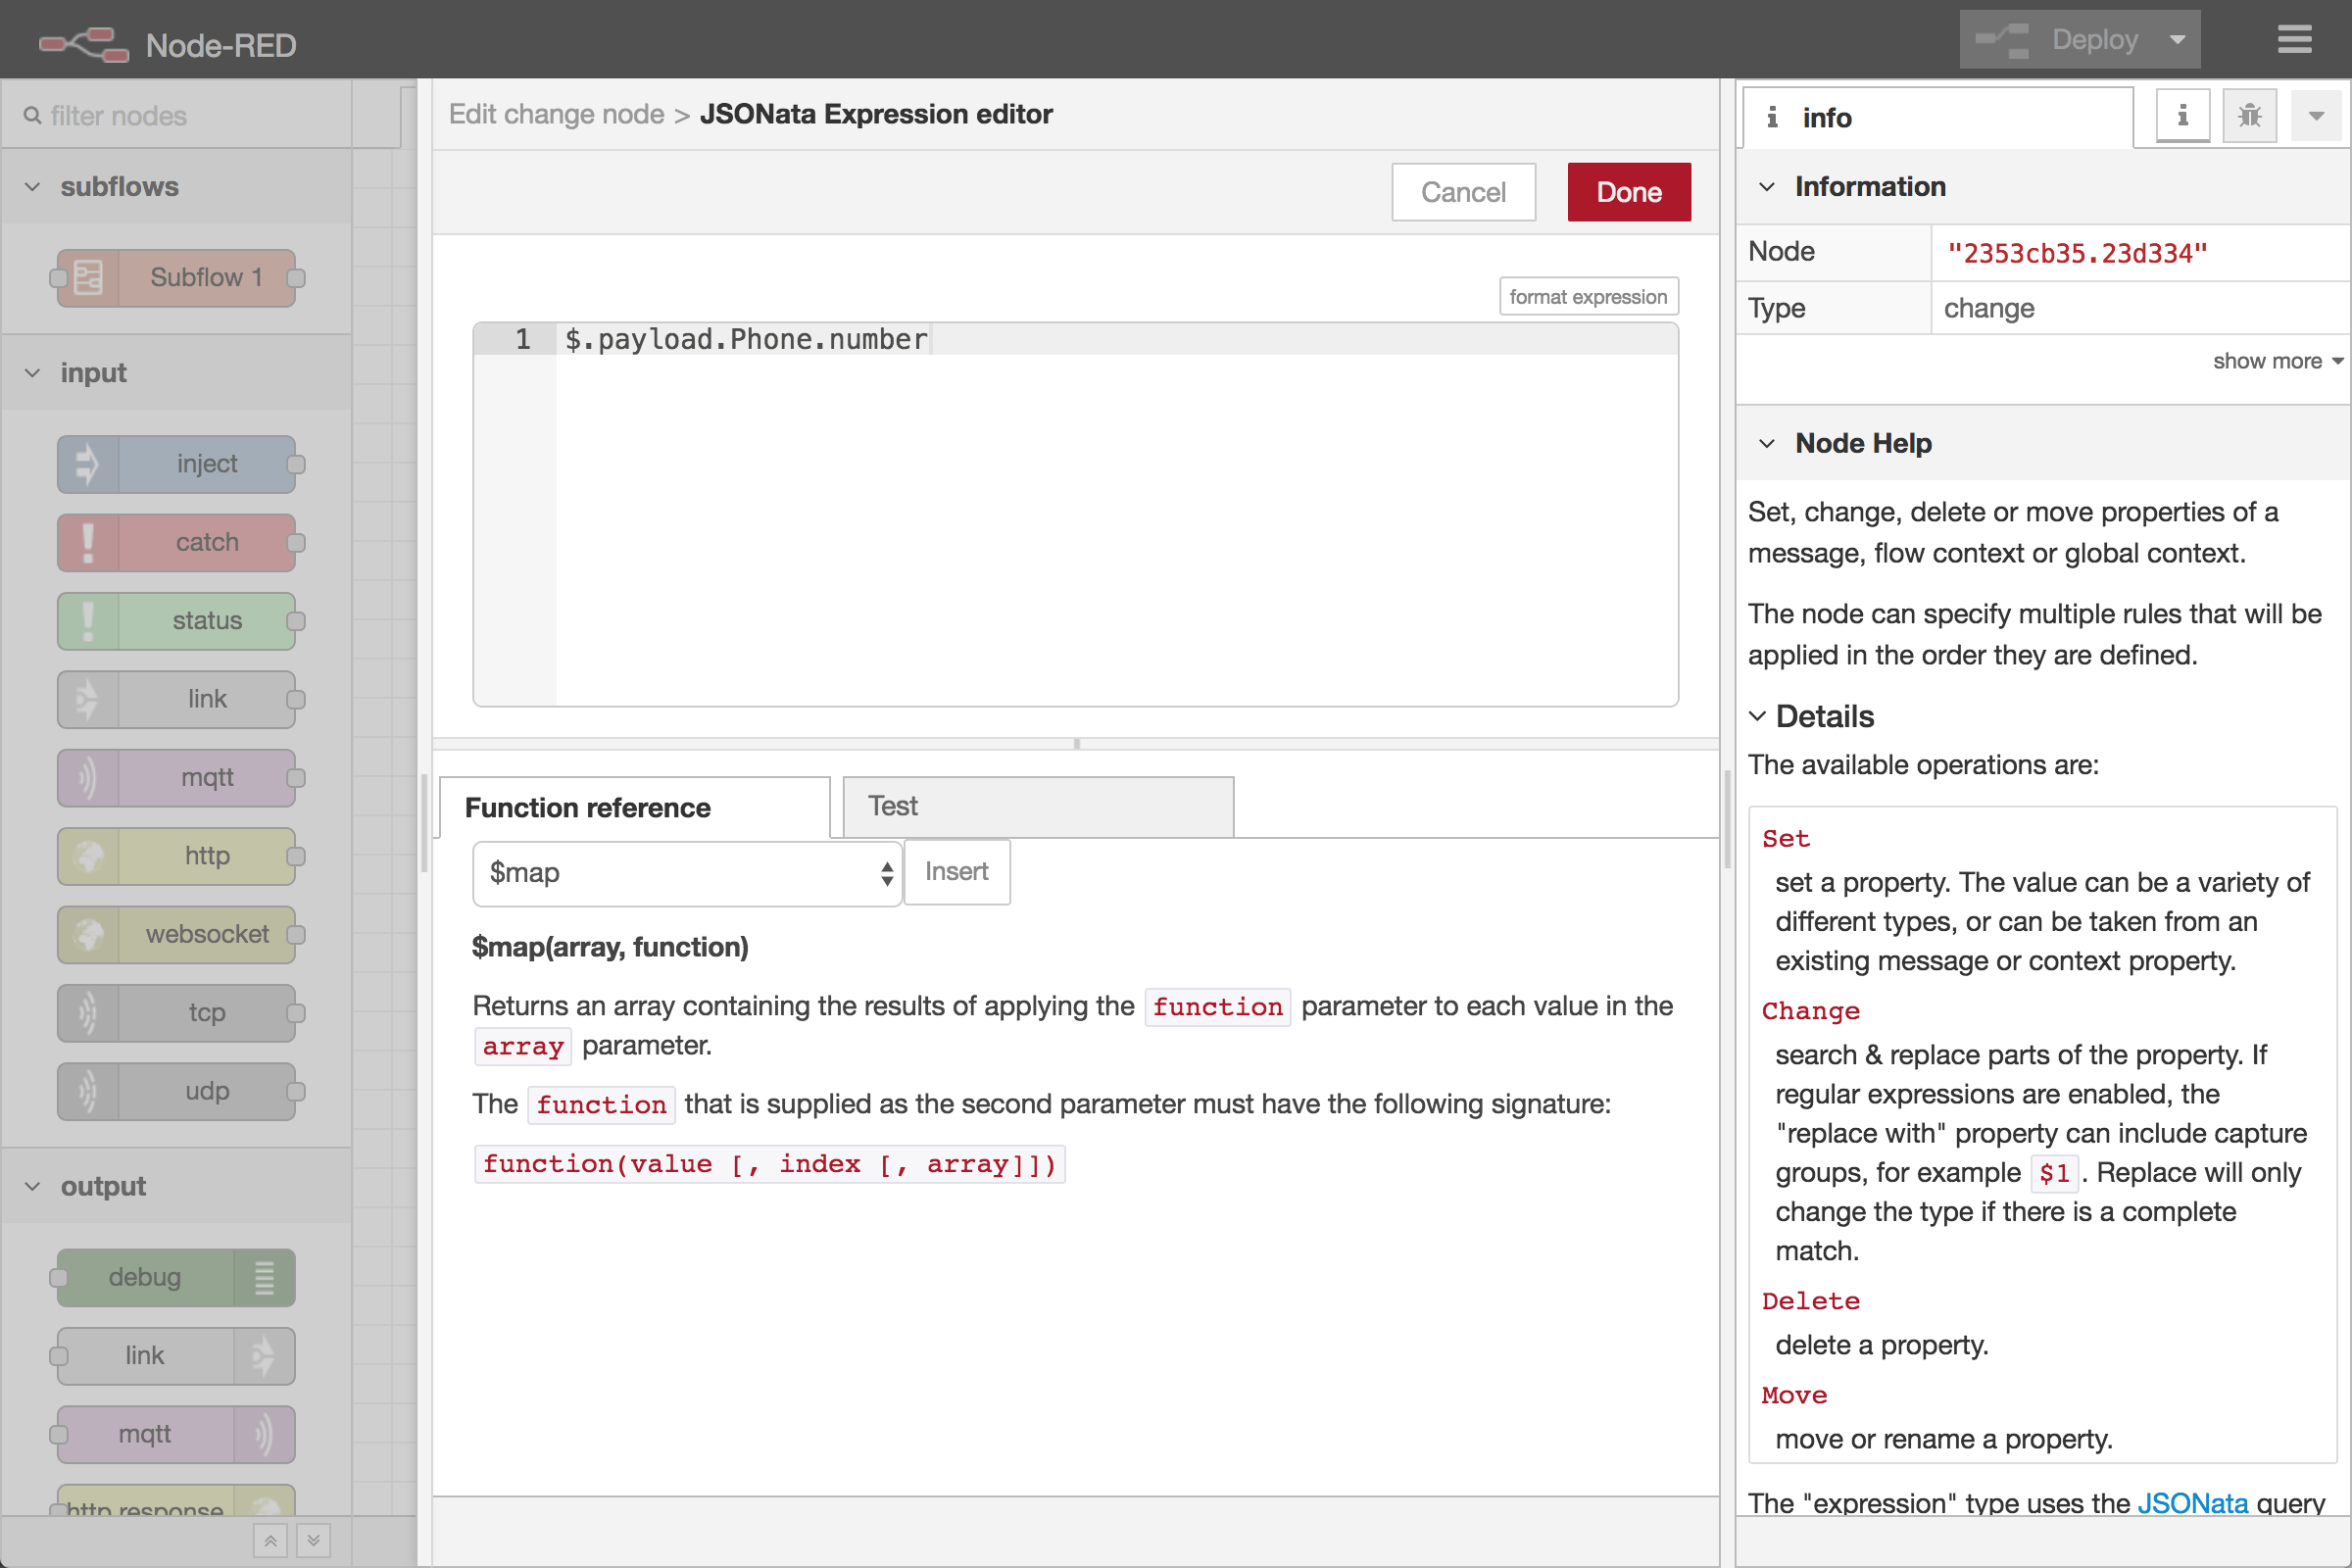 Node-RED
Deploy
filter nodes
subflows
Subflow 1
input
inject
catch
status
link
mqtt
http
websocket
tcp
udp
output
debug
link
mqtt
http response
Edit change node > JSONata Expression editor
Cancel
Done
format expression
1 $.payload.Phone.number
Function reference
Test
$map
Insert
$map(array, function)
Returns an array containing the results of applying the function parameter to each value in the
array parameter.
The function that is supplied as the second parameter must have the following signature:
function(value [, index [, array]])
i info
i
Information
Node "2353cb35.23d334"
Type change
show more
Node Help
Set, change, delete or move properties of a
message, flow context or global context.
The node can specify multiple rules that will be
applied in the order they are defined.
Details
The available operations are:
Set
set a property. The value can be a variety of
different types, or can be taken from an
existing message or context property.
Change
search & replace parts of the property. If
regular expressions are enabled, the
"replace with" property can include capture
groups, for example $1. Replace will only
change the type if there is a complete
match.
Delete
delete a property.
Move
move or rename a property.
The "expression" type uses the JSONata query